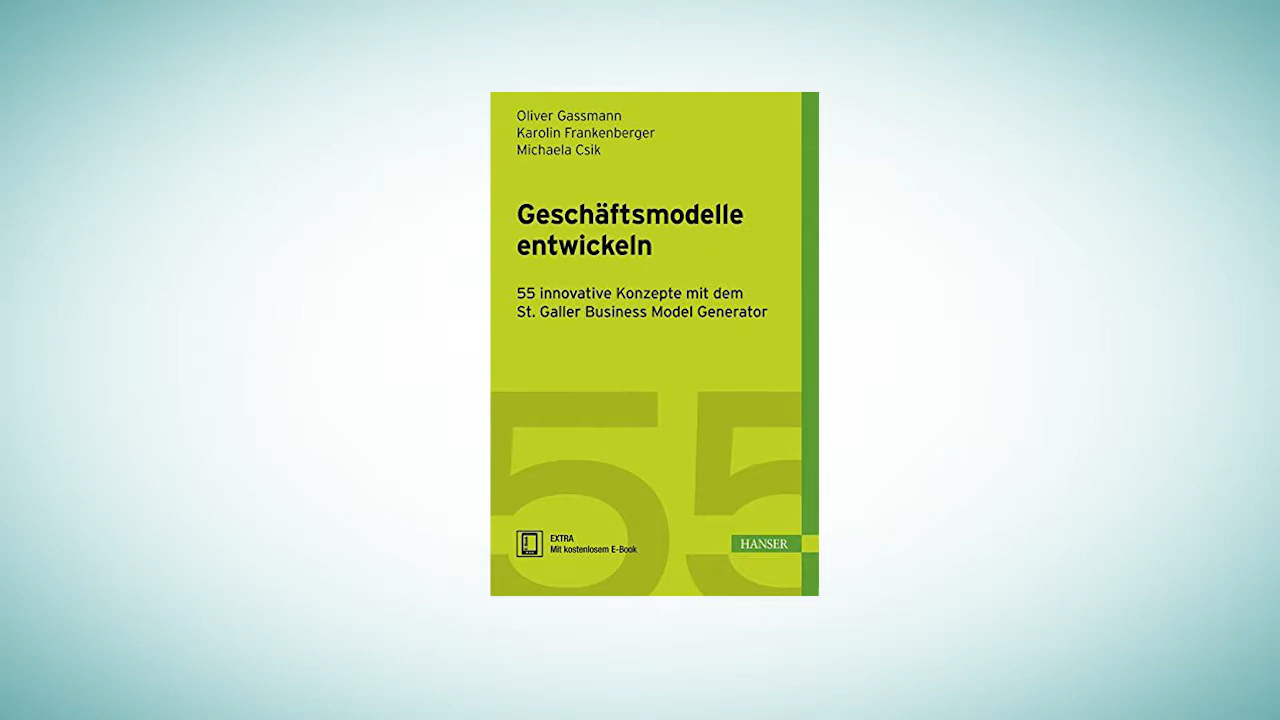 Oliver Gassmann
Karolin Frankenberger
Michaela Csik
Geschäftsmodelle
entwickeln
55 innovative Konzepte mit dem
St. Galler Business Model Generator
55
EXTRA
Mit kostenlosem E-Book
HANSER